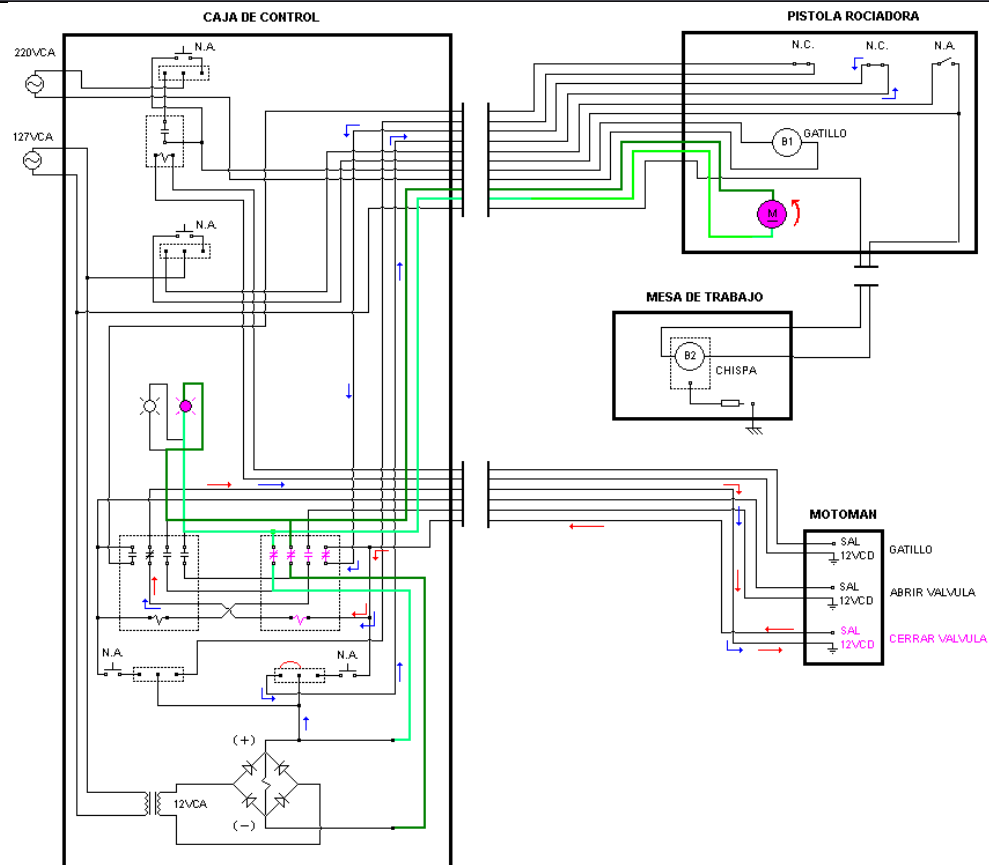 CAJA DE CONTROL
PISTOLA ROCIADORA
220VCA
N.A.
N.C.
N.C.
N.A.
127VCA
B1
GATILLO
M
N.A.
MESA DE TRABAJO
B2
CHISPA
MOTOMAN
SAL
12VCD
GATILLO
SAL
12VCD
ABRIR VALVULA
SAL
12VCD
CERRAR VALVULA
N.A.
N.A.
(+)
12VCA
(-)